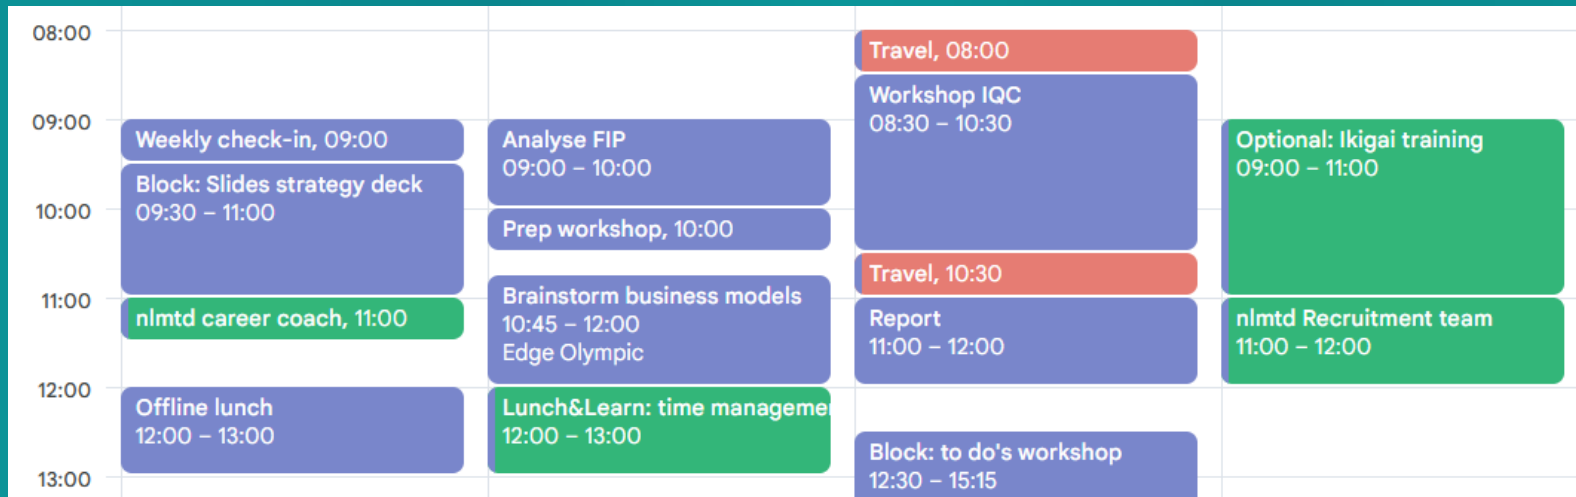 08:00
09:00
10:00
11:00
12:00
13:00
Weekly check-in, 09:00
Block: Slides strategy deck
09:30 – 11:00
nlmtd career coach, 11:00
Offline lunch
12:00 – 13:00
Analyse FIP
09:00 – 10:00
Prep workshop, 10:00
Brainstorm business models
10:45 – 12:00
Edge Olympic
Lunch&Learn: time manageme
12:00 – 13:00
Travel, 08:00
Workshop IQC
08:30 – 10:30
Travel, 10:30
Report
11:00 – 12:00
Block: to do's workshop
12:30 – 15:15
Optional: Ikigai training
09:00 – 11:00
nlmtd Recruitment team
11:00 – 12:00